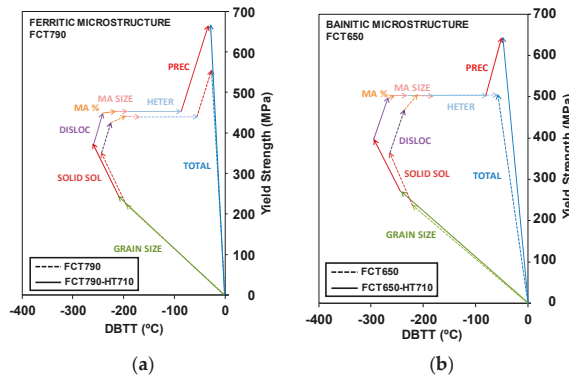 FERRITIC MICROSTRUCTURE
FCT790
700
600
500
400
300
200
100
0
Yield Strength (MPa)
PREC
MA SIZE
MA %
HETER
DISLOC
SOLID SOL
TOTAL
GRAIN SIZE
FCT790
FCT790-HT710
-400 -300 -200 -100 0
DBTT (ºC)
(a)
BAINITIC MICROSTRUCTURE
FCT650
700
600
500
400
300
200
100
0
Yield Strength (MPa)
PREC
MA SIZE
MA %
HETER
DISLOC
SOLID SOL
TOTAL
GRAIN SIZE
FCT650
FCT650-HT710
-400 -300 -200 -100 0
DBTT (ºC)
(b)